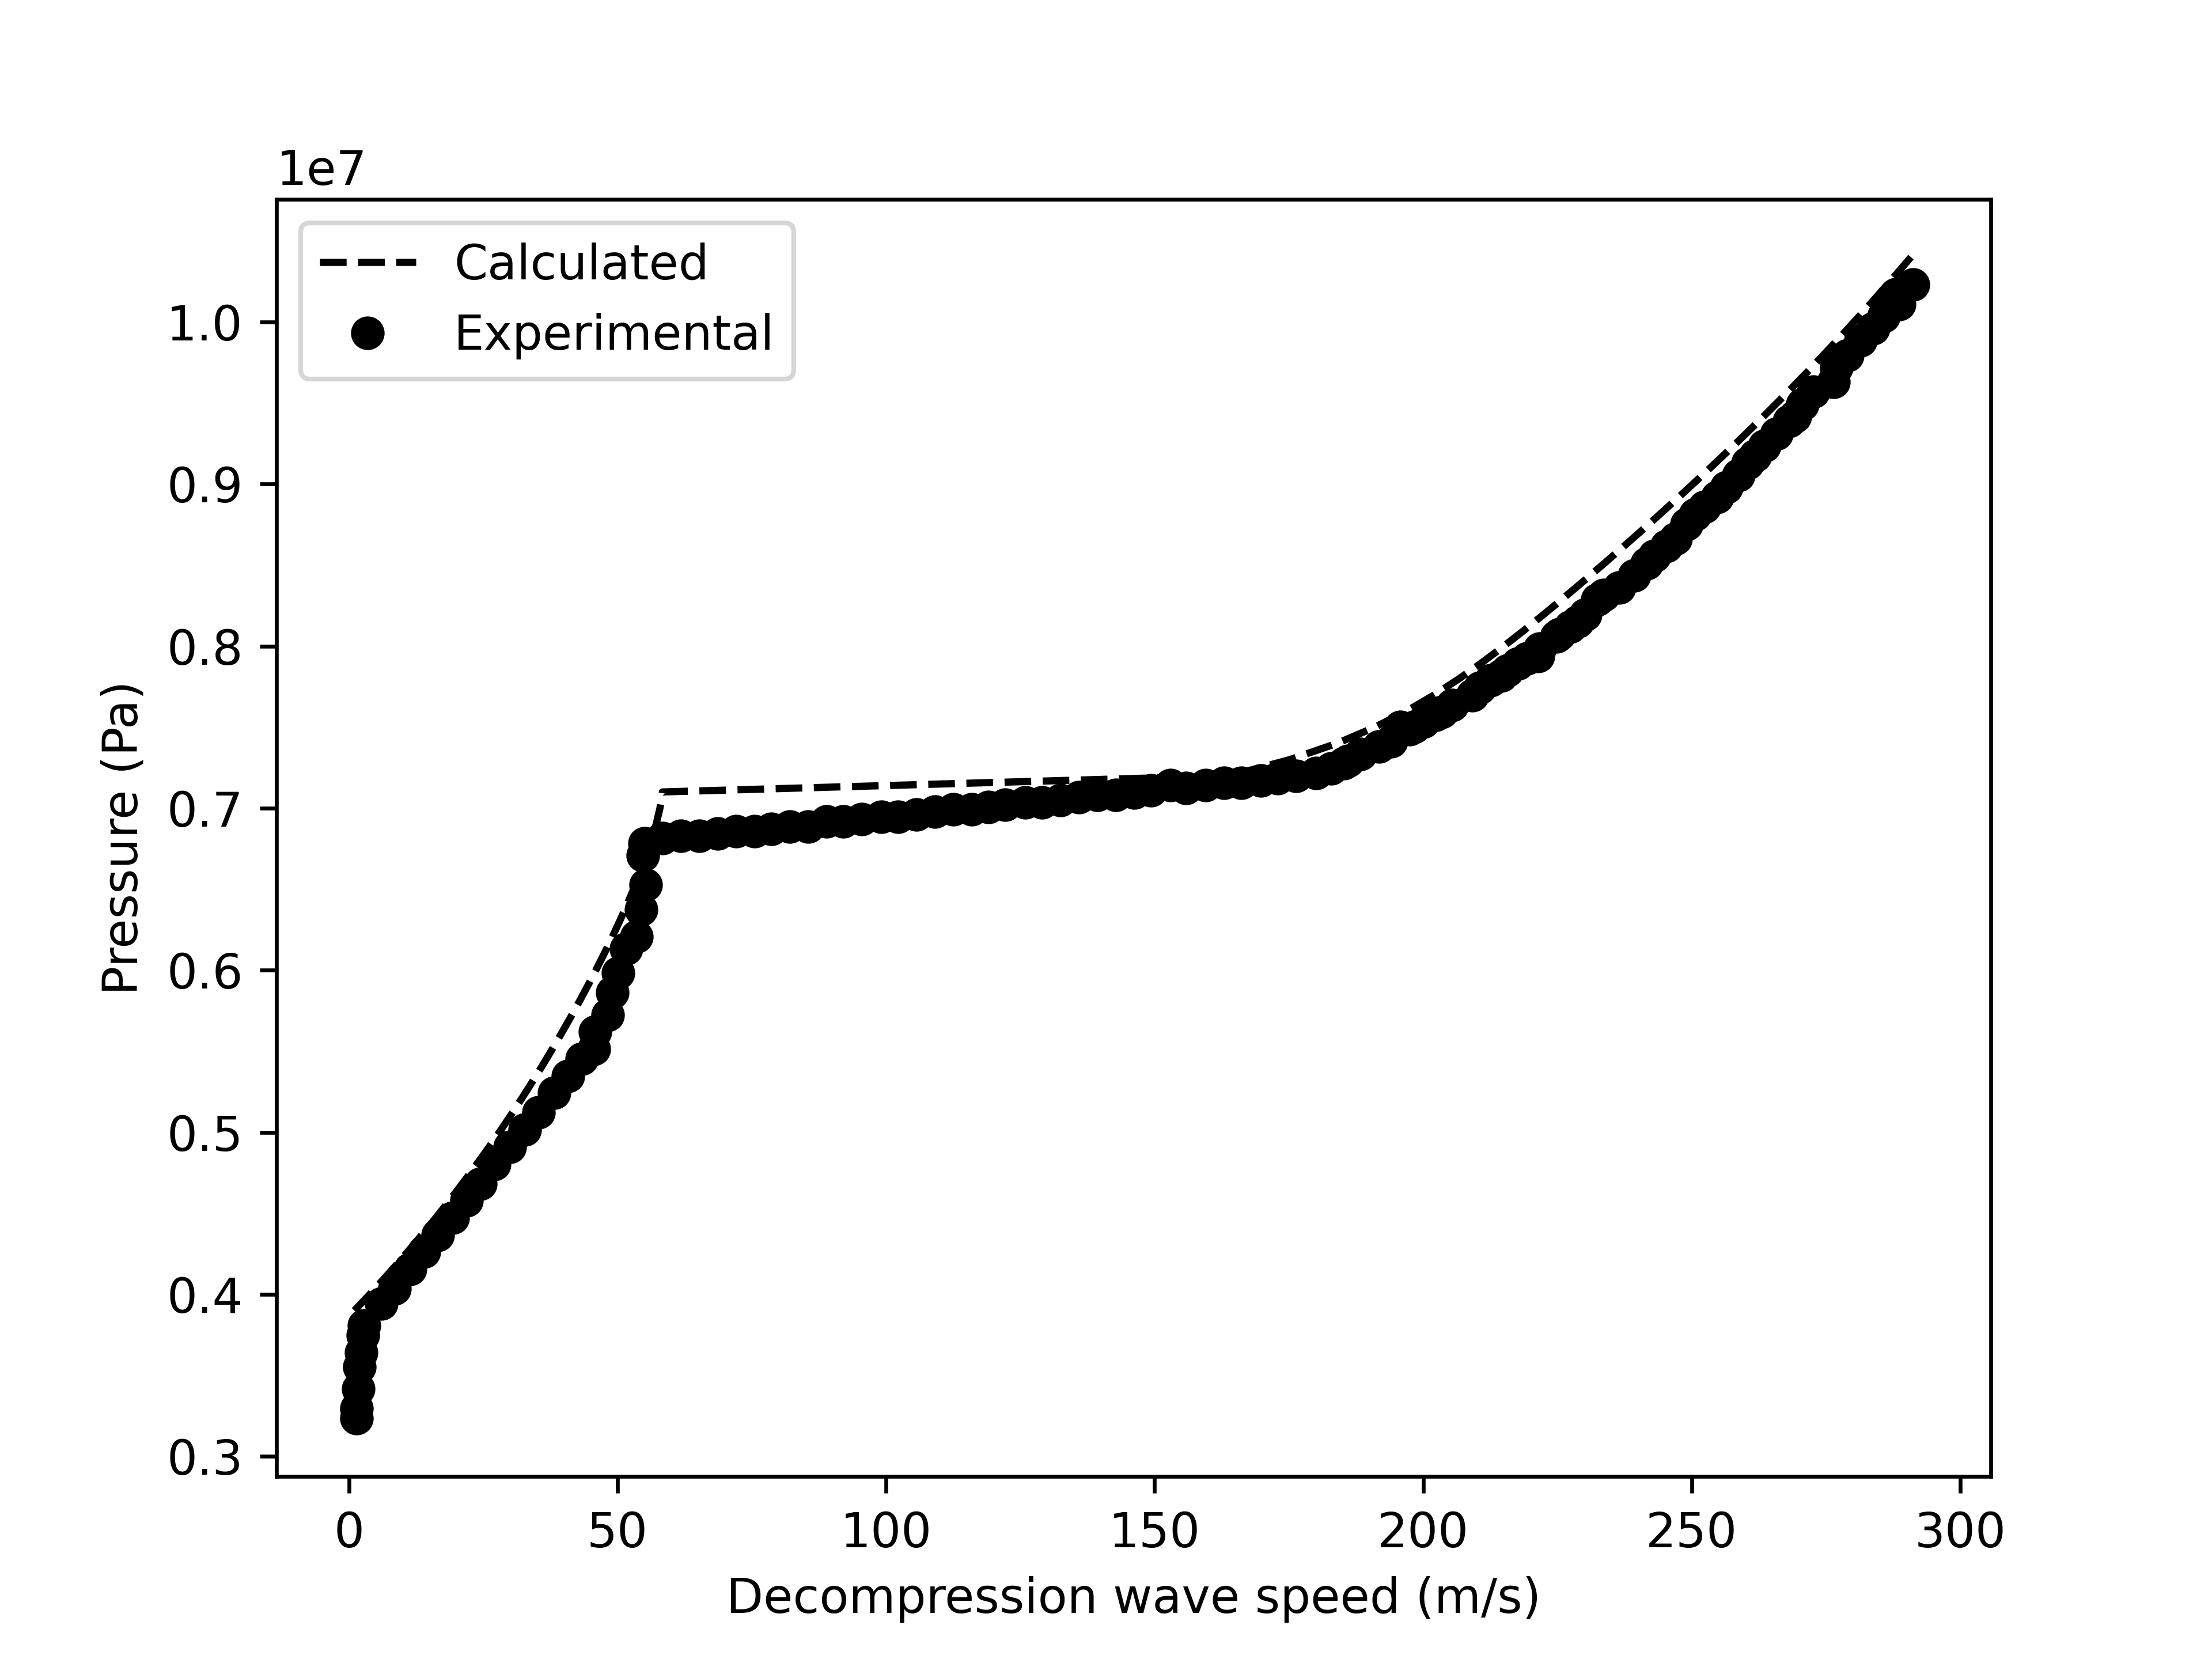 1e7
Calculated
Experimental
1.0
0.9
0.8
0.7
0.6
0.5
0.4
0.3
Pressure (Pa)
0 50 100 150 200 250 300
Decompression wave speed (m/s)